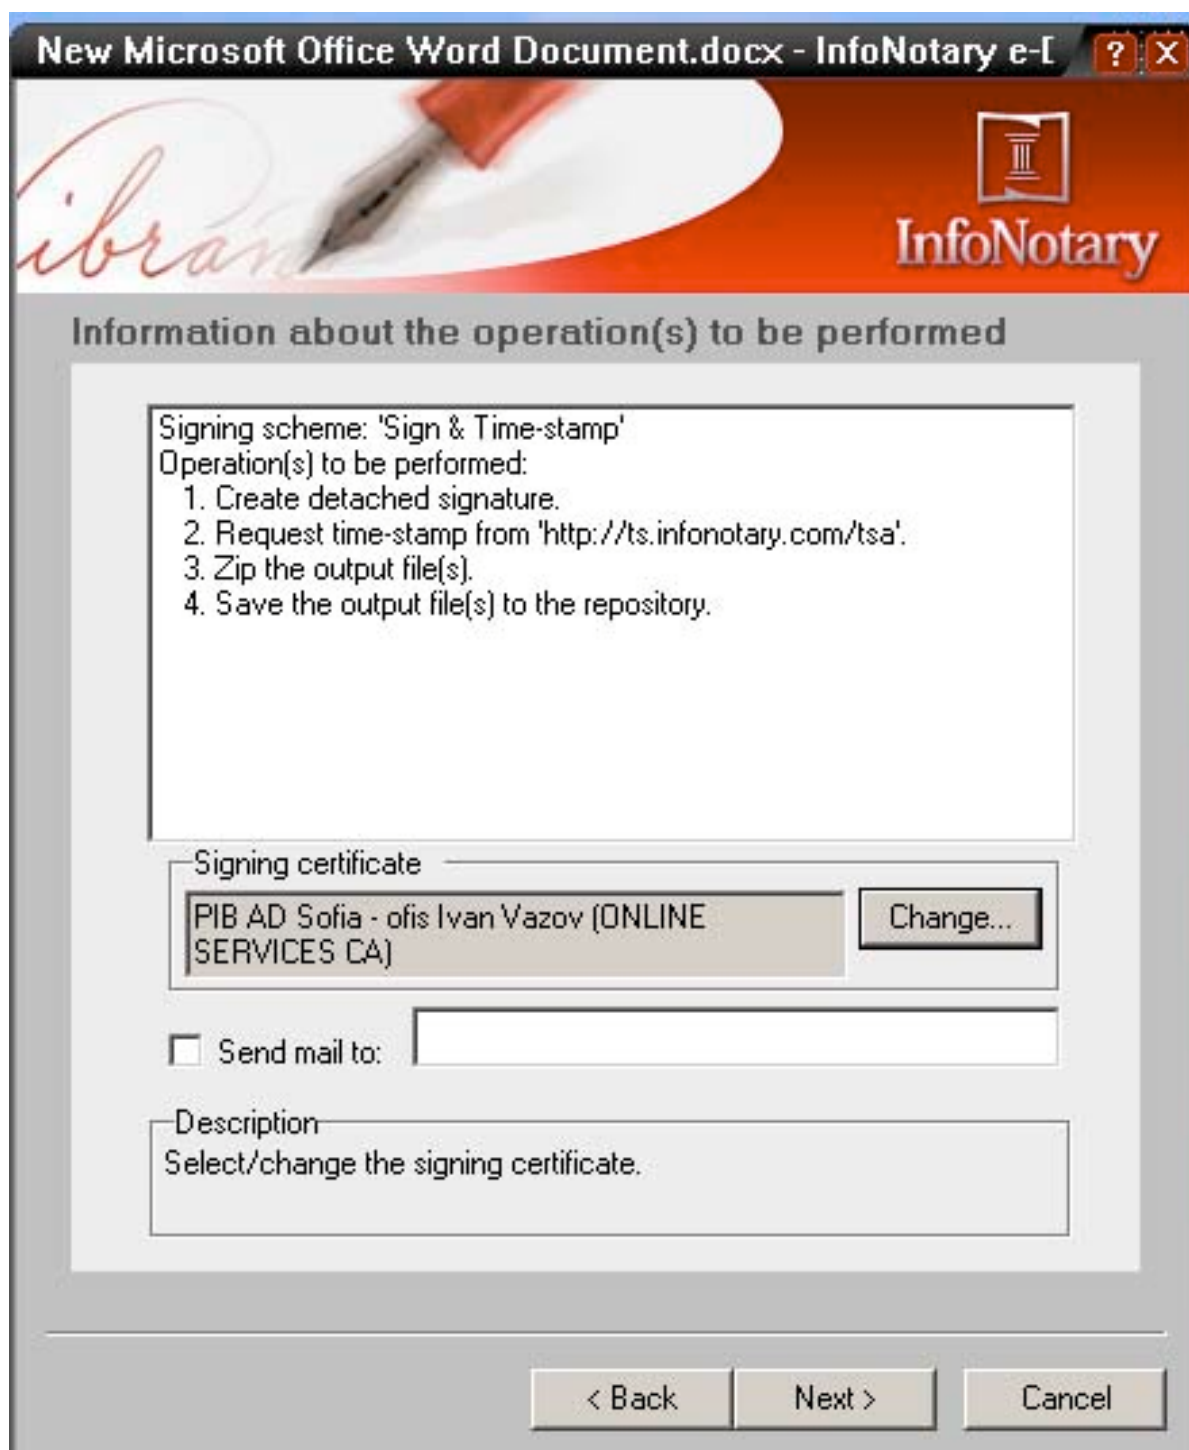 New Microsoft Office Word Document.docx - InfoNotary e-
InfoNotary
Information about the operation(s) to be performed
Signing scheme: 'Sign & Time-stamp'
Operation(s) to be performed:
1. Create detached signature.
2. Request time-stamp from 'http://ts.infonotary.com/tsa'.
3. Zip the output file(s).
4. Save the output file(s) to the repository.
Signing certificate
PIB AD Sofia - ofis Ivan Vazov (ONLINE
SERVICES CA)
Change...
Send mail to:
Description
Select/change the signing certificate.
< Back
Next >
Cancel